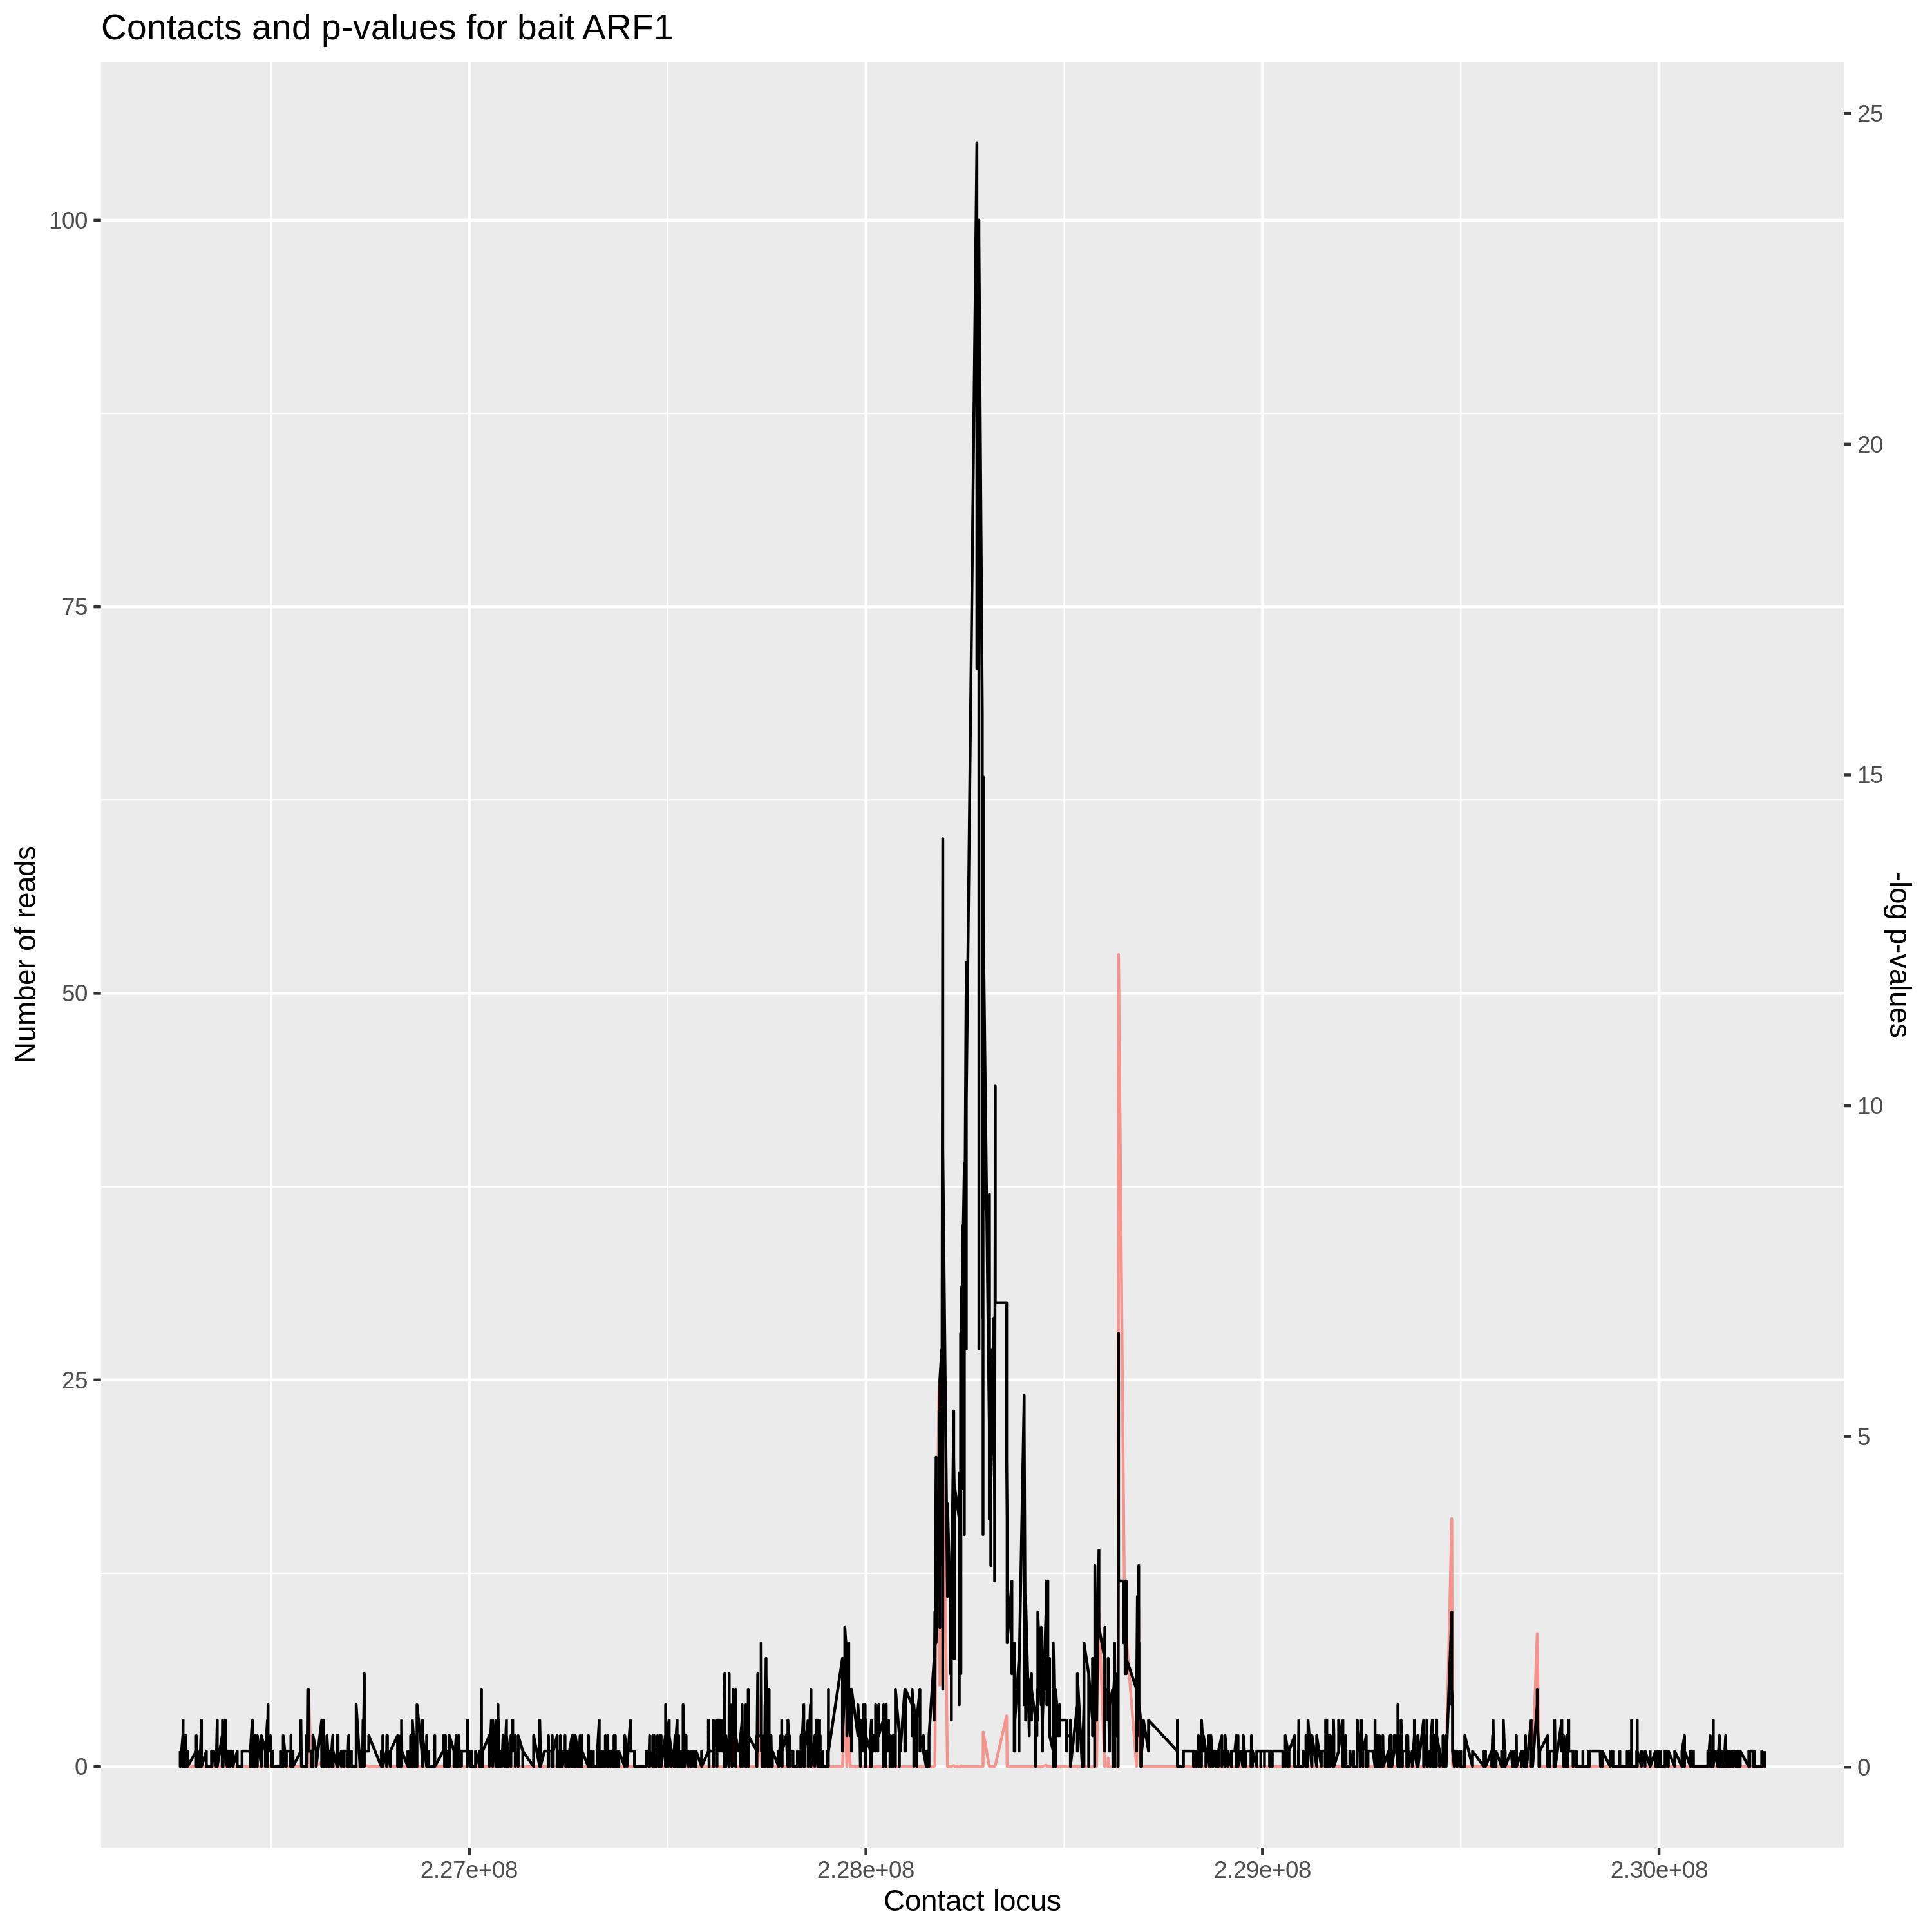 Contacts and p-values for bait ARF1
Number of reads
100
75
50
25
0
25
20
15
10
5
0
-log p-values
2.27e+08
2.28e+08
2.29e+08
2.30e+08
Contact locus